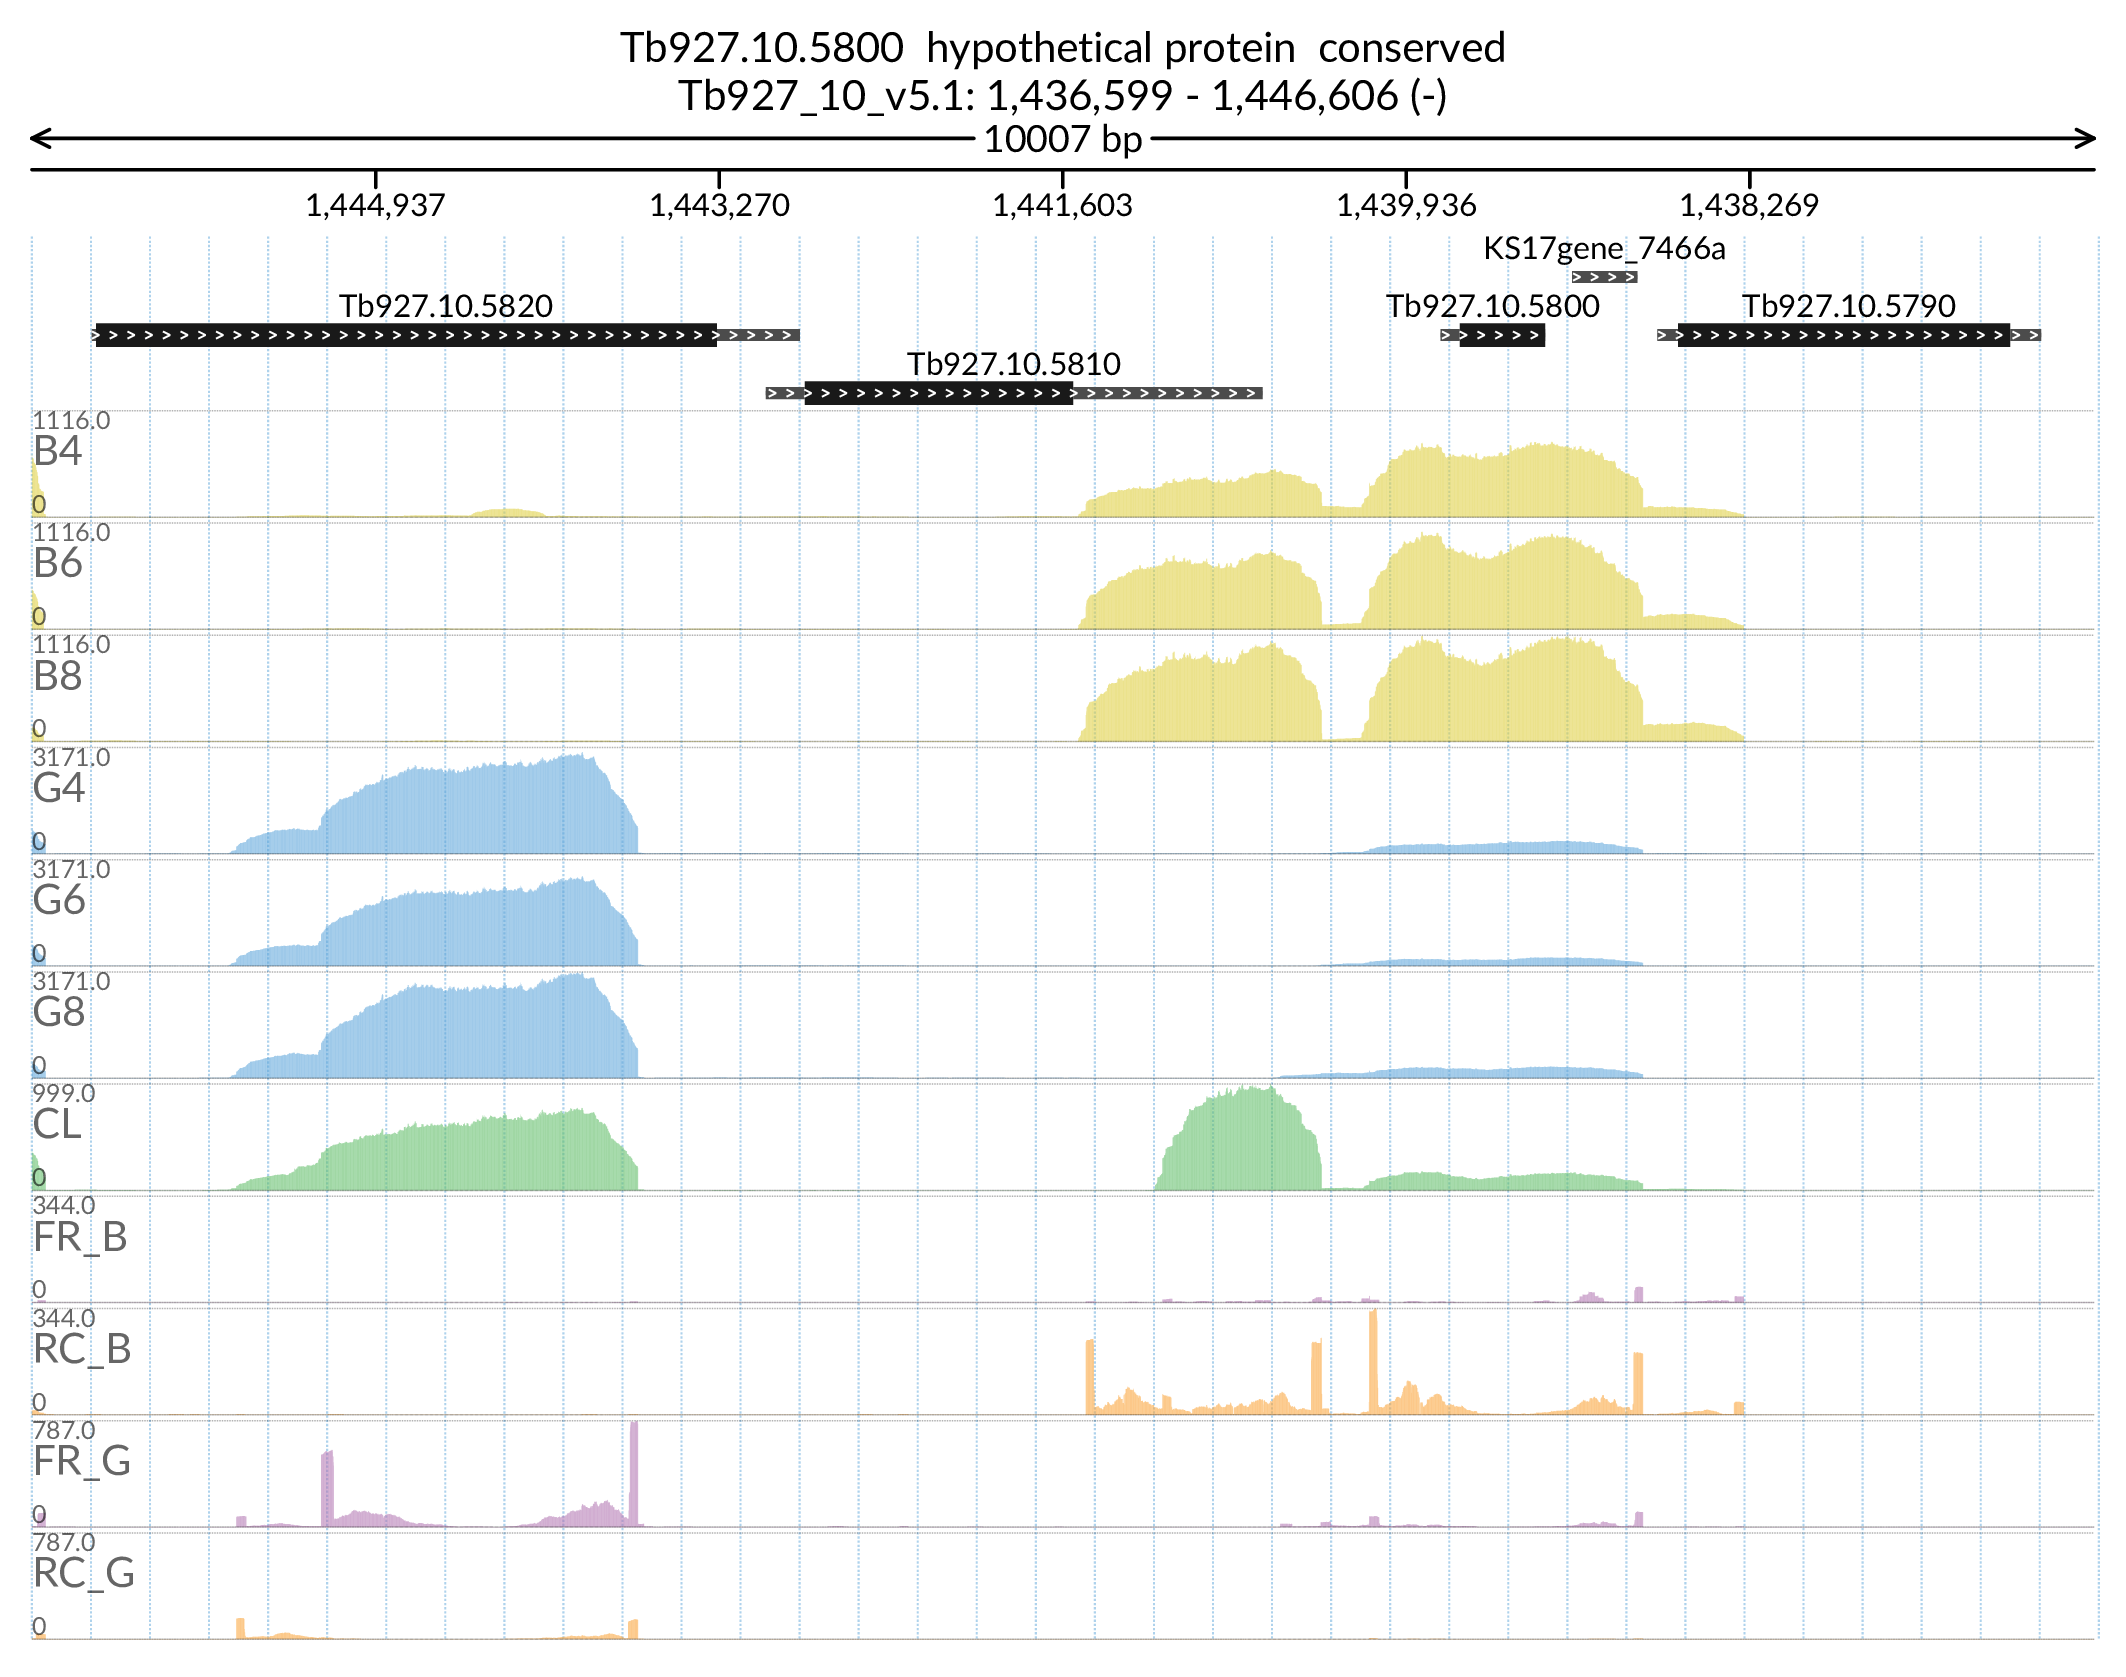 Tb927.10.5800  hypothetical protein  conserved
Tb927_10_v5.1: 1,436,599 - 1,446,606 (-)
10007 bp
1,444,937 1,443,270 1,441,603 1,439,936 1,438,269
KS17gene_7466a
Tb927.10.5820 Tb927.10.5800 Tb927.10.5790
Tb927.10.5810
1116.0
B4
0
1116.0
B6
0
1116.0
B8
0
3171.0
G4
0
3171.0
G6
0
3171.0
G8
0
999.0
CL
0
344.0
FR_B
0
344.0
RC_B
0
787.0
FR_G
0
787.0
RC_G
0